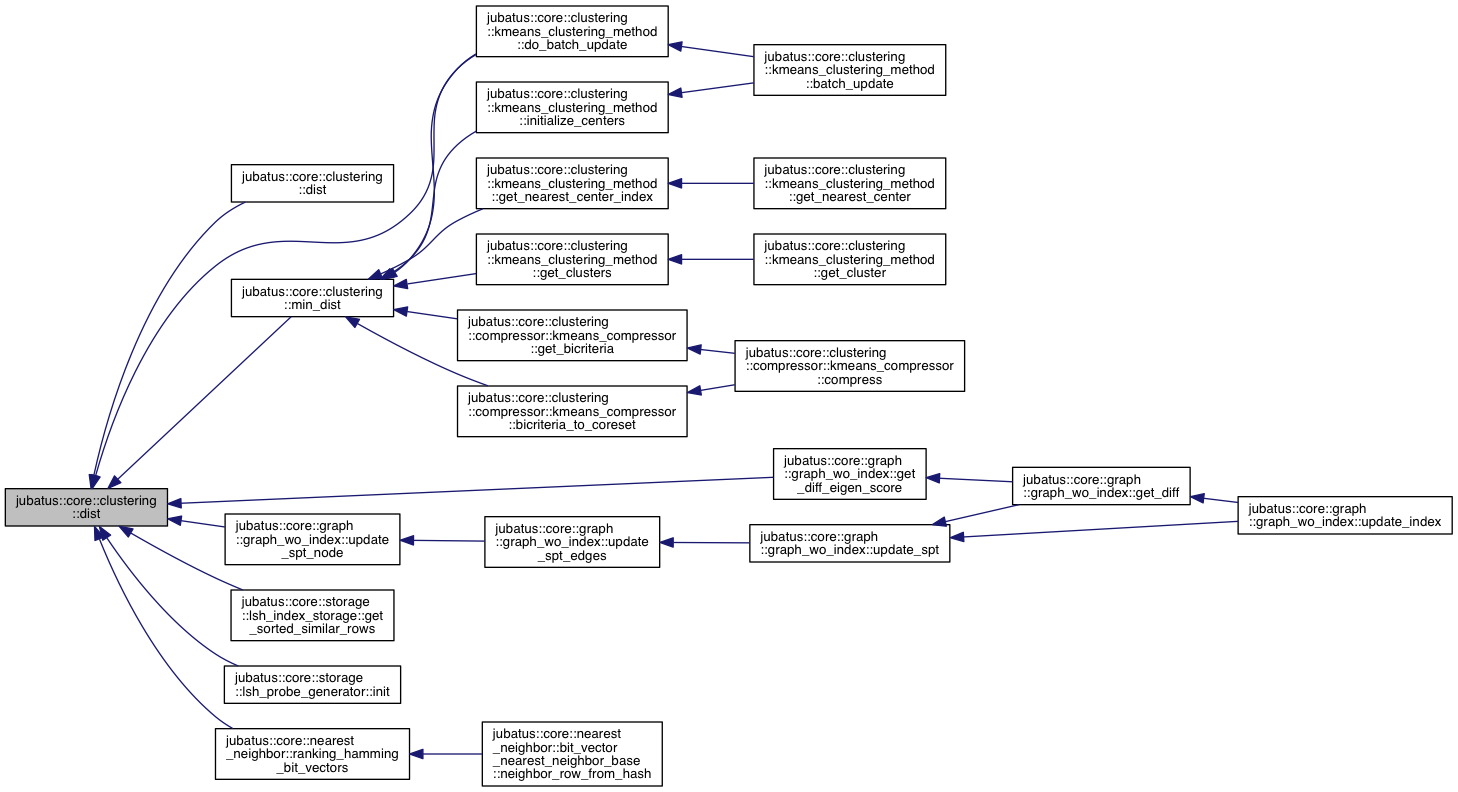 jubatus::core::clustering
::kmeans_clustering_method
::do_batch_update
jubatus::core::clustering
::kmeans_clustering_method
::batch_update
jubatus::core::clustering
::kmeans_clustering_method
::initialize_centers
jubatus::core::clustering
::dist
jubatus::core::clustering
::kmeans_clustering_method
::get_nearest_center_index
jubatus::core::clustering
::kmeans_clustering_method
::get_nearest_center
jubatus::core::clustering
::kmeans_clustering_method
::get_clusters
jubatus::core::clustering
::kmeans_clustering_method
::get_cluster
jubatus::core::clustering
::min_dist
jubatus::core::clustering
::compressor::kmeans_compressor
::get_bicriteria
jubatus::core::clustering
::compressor::kmeans_compressor
::compress
jubatus::core::clustering
::compressor::kmeans_compressor
::bicriteria_to_coreset
jubatus::core::graph
::graph_wo_index::get
_diff_eigen_score
jubatus::core::graph
::graph_wo_index::get_diff
jubatus::core::graph
::graph_wo_index::update_index
jubatus::core::clustering
::dist
jubatus::core::graph
::graph_wo_index::update
_spt_node
jubatus::core::graph
::graph_wo_index::update
_spt_edges
jubatus::core::graph
::graph_wo_index::update_spt
jubatus::core::storage
::lsh_index_storage::get
_sorted_similar_rows
jubatus::core::storage
::lsh_probe_generator::init
jubatus::core::nearest
_neighbor::ranking_hamming
_bit_vectors
jubatus::core::nearest
_neighbor::bit_vector
_nearest_neighbor_base
::neighbor_row_from_hash